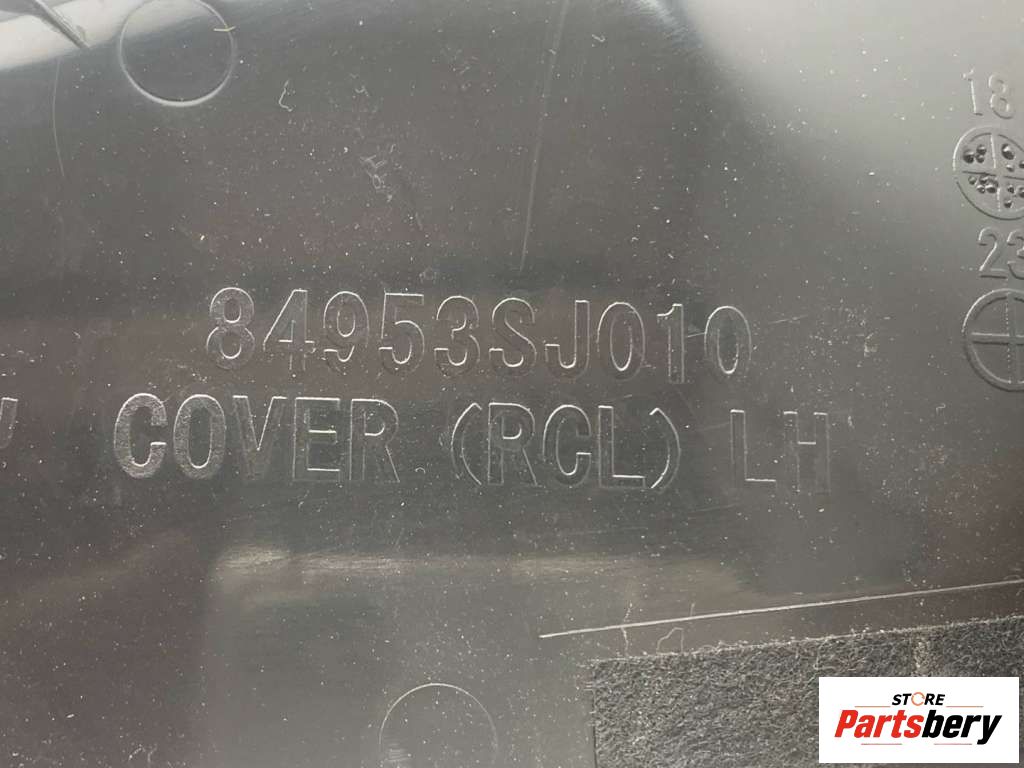 18
23
84953SJ010
COVER (RCL) LH
STORE
Partsbery